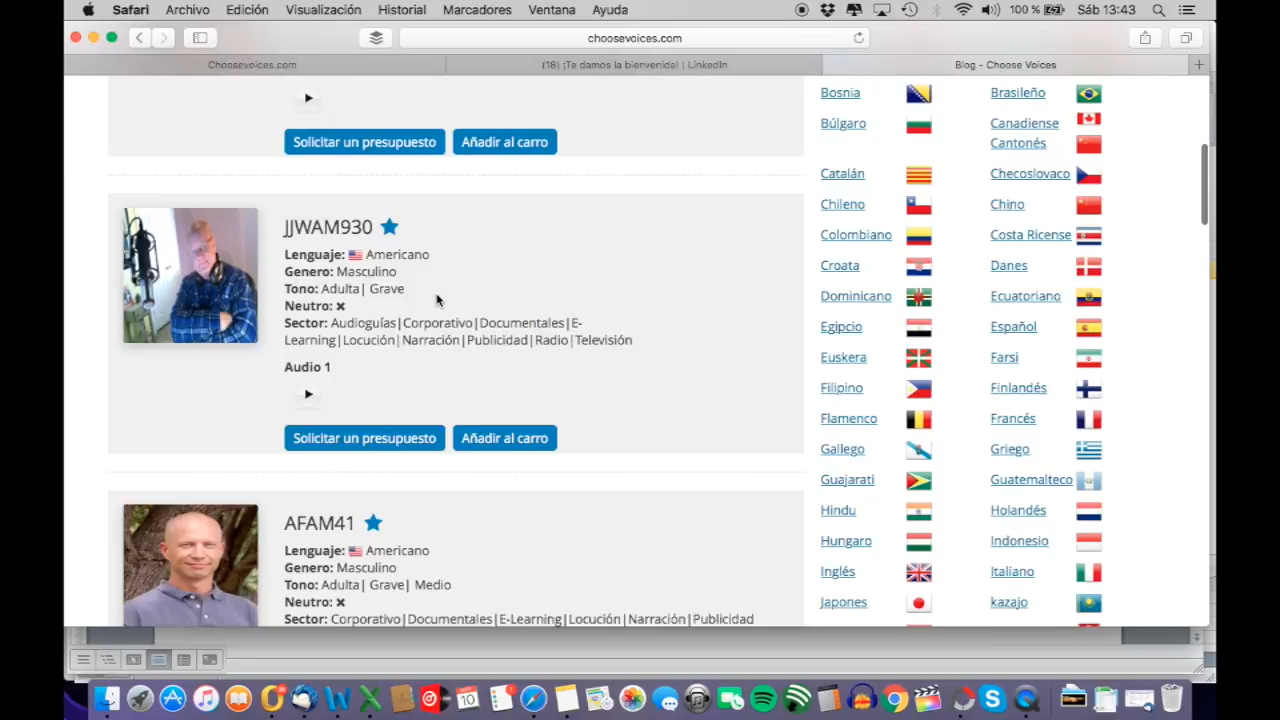 Safari Archivo Edición Visualización Historial Marcadores Ventana Ayuda 100 % Sáb 13:43
choosevoices.com
Choosevoices.com (18) ¡Te damos la bienvenida! | LinkedIn Blog - Choose Voices
Solicitar un presupuesto Añadir al carro
JJWAM930
Lenguaje: Americano
Genero: Masculino
Tono: Adulta| Grave
Neutro: ✖
Sector: Audioguías|Corporativo|Documentales|E-
Learning|Locución|Narración|Publicidad|Radio|Televisión
Audio 1
Solicitar un presupuesto Añadir al carro
AFAM41
Lenguaje: Americano
Genero: Masculino
Tono: Adulta| Grave| Medio
Neutro: ✖
Sector: Corporativo|Documentales|E-Learning|Locución|Narración|Publicidad
Bosnia Brasileño
Búlgaro Canadiense
Cantonés
Catalán Checoslovaco
Chileno Chino
Colombiano Costa Ricense
Croata Danes
Dominicano Ecuatoriano
Egipcio Español
Euskera Farsi
Filipino Finlandés
Flamenco Francés
Gallego Griego
Guajarati Guatemalteco
Hindu Holandés
Hungaro Indonesio
Inglés Italiano
Japones kazajo